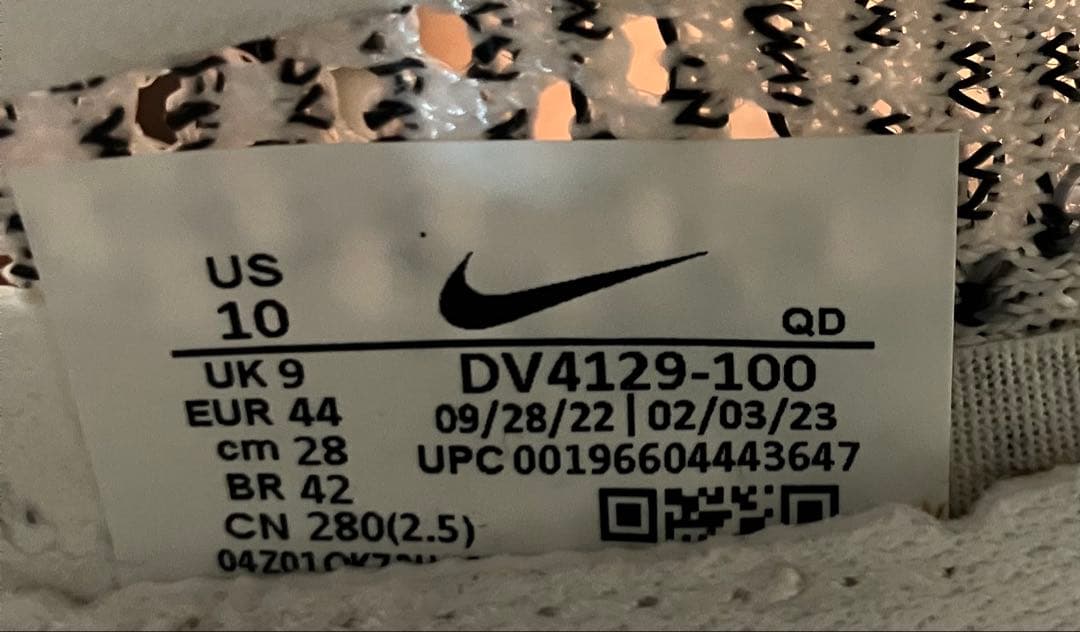 US
10
QD
UK 9
DV4129-100
EUR 44
09/28/22 | 02/03/23
cm 28
UPC 00196604443647
BR 42
CN 280(2.5)